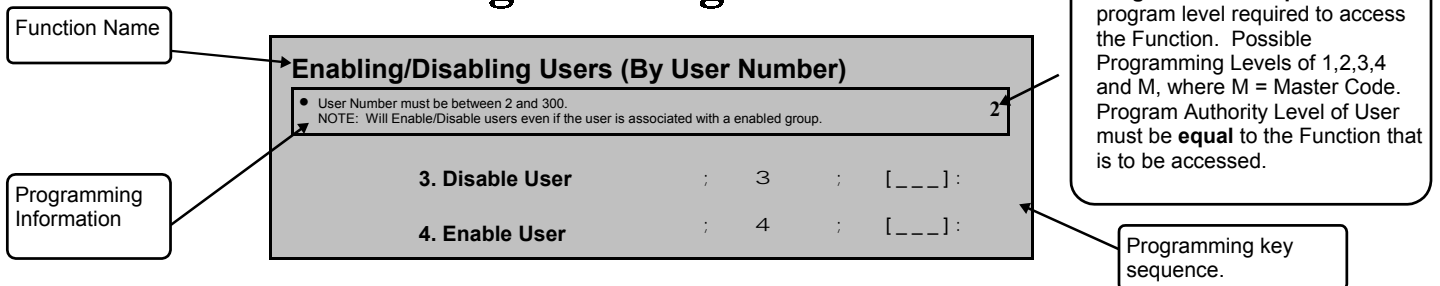 Function Name
Enabling/Disabling Users (By User Number)
• User Number must be between 2 and 300.
NOTE: Will Enable/Disable users even if the user is associated with a enabled group.
2
3. Disable User ; 3 ; [_ _ _] :
4. Enable User ; 4 ; [_ _ _] :
Programming
Information
program level required to access
the Function. Possible
Programming Levels of 1,2,3,4
and M, where M = Master Code.
Program Authority Level of User
must be equal to the Function that
is to be accessed.
Programming key
sequence.